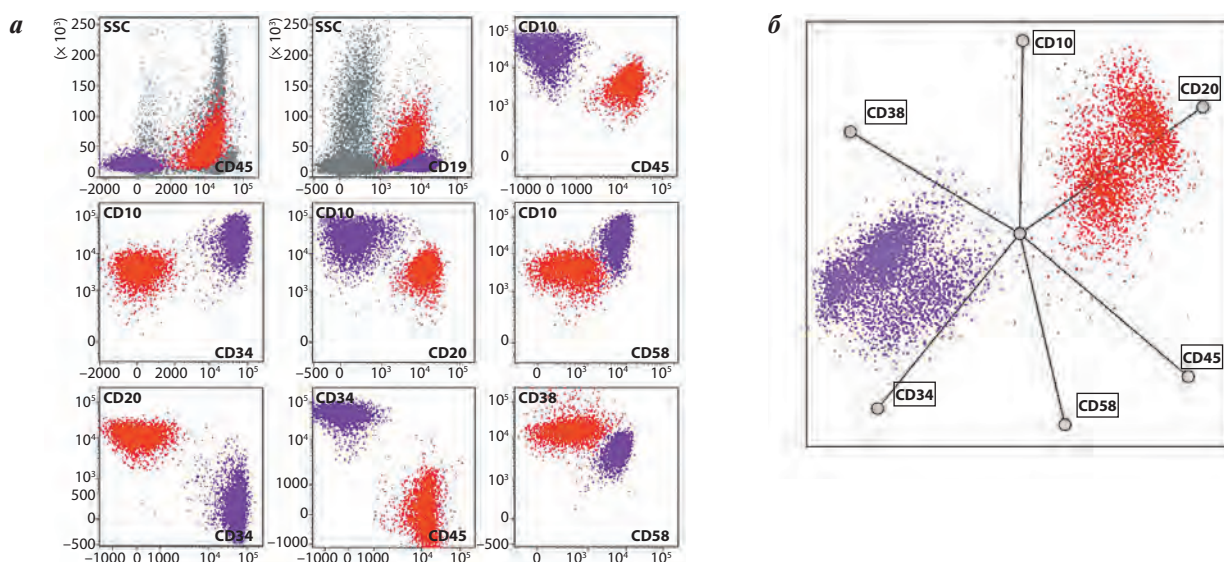 а
SSC
(× 10³)
250
200
150
100
50
0
CD45
−2000 0 2000 10⁴ 10⁵
SSC
(× 10³)
250
200
150
100
50
0
CD19
−500 0 10³ 10⁴ 10⁵
CD10
10⁵
10⁴
10³
0
CD45
−1000 0 1000 10⁴ 10⁵
CD10
10⁵
10⁴
10³
0
CD34
−2000 0 2000 10⁴ 10⁵
CD10
10⁵
10⁴
10³
0
CD20
−500 0 10³ 10⁴ 10⁵
CD10
10⁵
10⁴
10³
0
CD58
0 10³ 10⁴ 10⁵
CD20
10⁵
10⁴
10³
500
0
−500
CD34
−1000 0 1000 10⁴ 10⁵
CD34
10⁵
10⁴
1000
0
−1000
CD45
−1000 0 1000 10⁴ 10⁵
CD38
10⁵
10⁴
10³
0
−500
CD58
0 10³ 10⁴ 10⁵
б
CD10
CD20
CD38
CD45
CD34
CD58